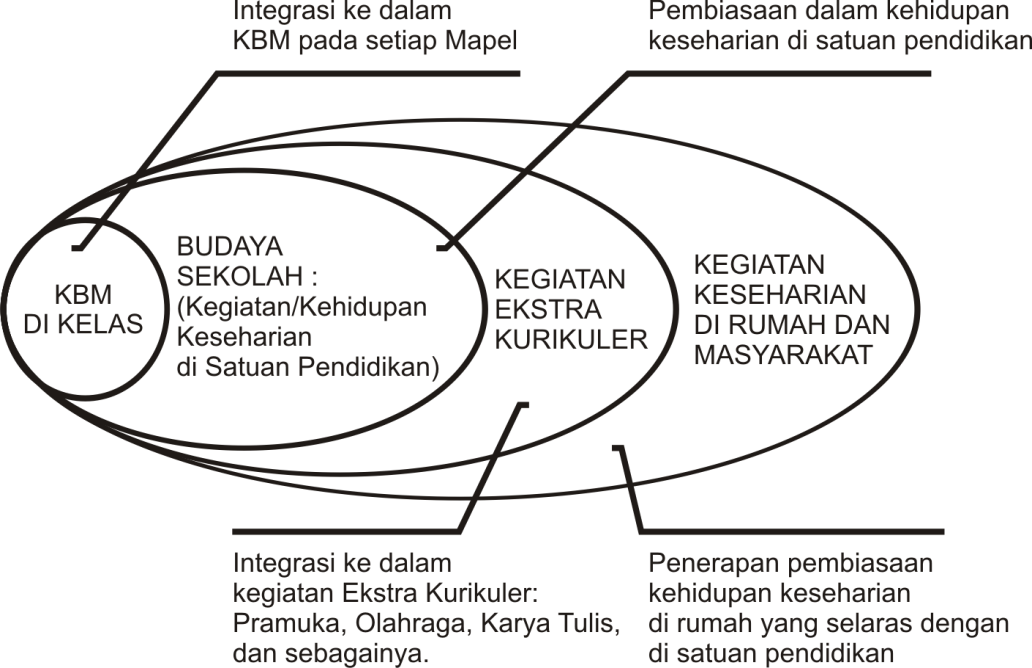 Integrasi ke dalam
KBM pada setiap Mapel
Pembiasaan dalam kehidupan
keseharian di satuan pendidikan
KBM
DI KELAS
BUDAYA
SEKOLAH :
(Kegiatan/Kehidupan
Keseharian
di Satuan Pendidikan)
KEGIATAN
EKSTRA
KURIKULER
KEGIATAN
KESEHARIAN
DI RUMAH DAN
MASYARAKAT
Integrasi ke dalam
kegiatan Ekstra Kurikuler:
Pramuka, Olahraga, Karya Tulis,
dan sebagainya.
Penerapan pembiasaan
kehidupan keseharian
di rumah yang selaras dengan
di satuan pendidikan